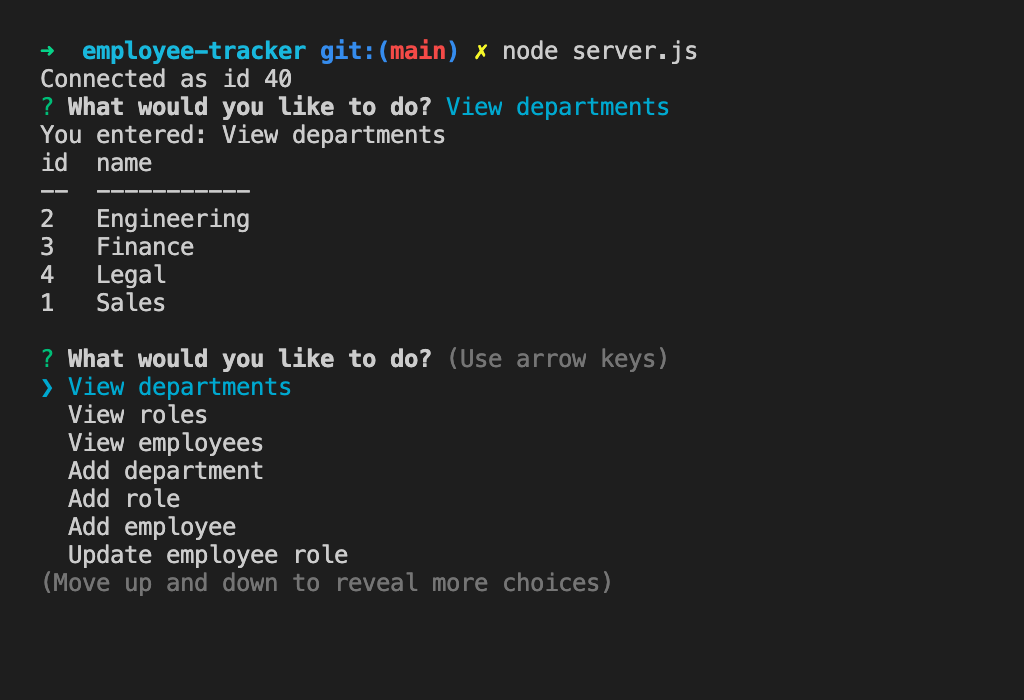 ➜  employee-tracker git:(main) ✗ node server.js
Connected as id 40
? What would you like to do? View departments
You entered: View departments
id  name
--  -----------
2   Engineering
3   Finance
4   Legal
1   Sales
? What would you like to do? (Use arrow keys)
❯ View departments
  View roles
  View employees
  Add department
  Add role
  Add employee
  Update employee role
(Move up and down to reveal more choices)